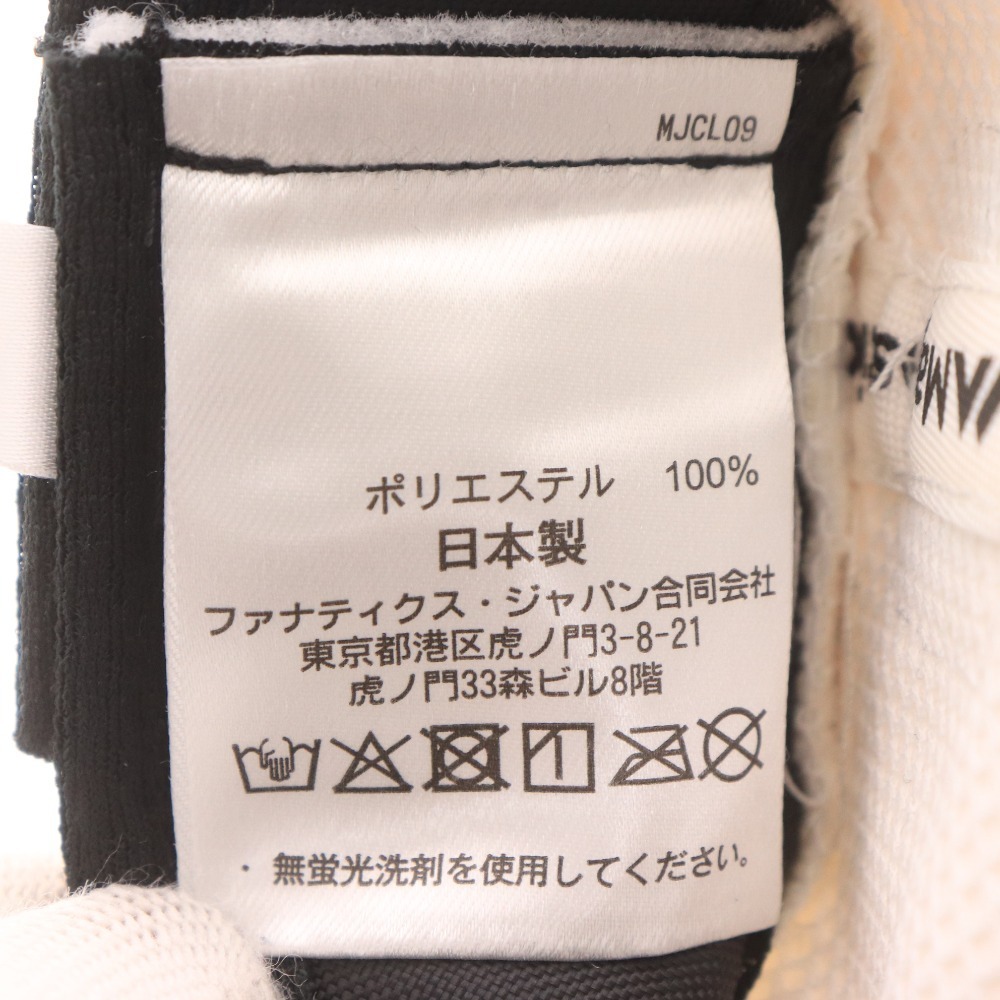 MJCL09
ポリエステル 100%
日本製
ファナティクス・ジャパン合同会社
東京都港区虎ノ門3-8-21
虎ノ門33森ビル8階
・無蛍光洗剤を使用してください。